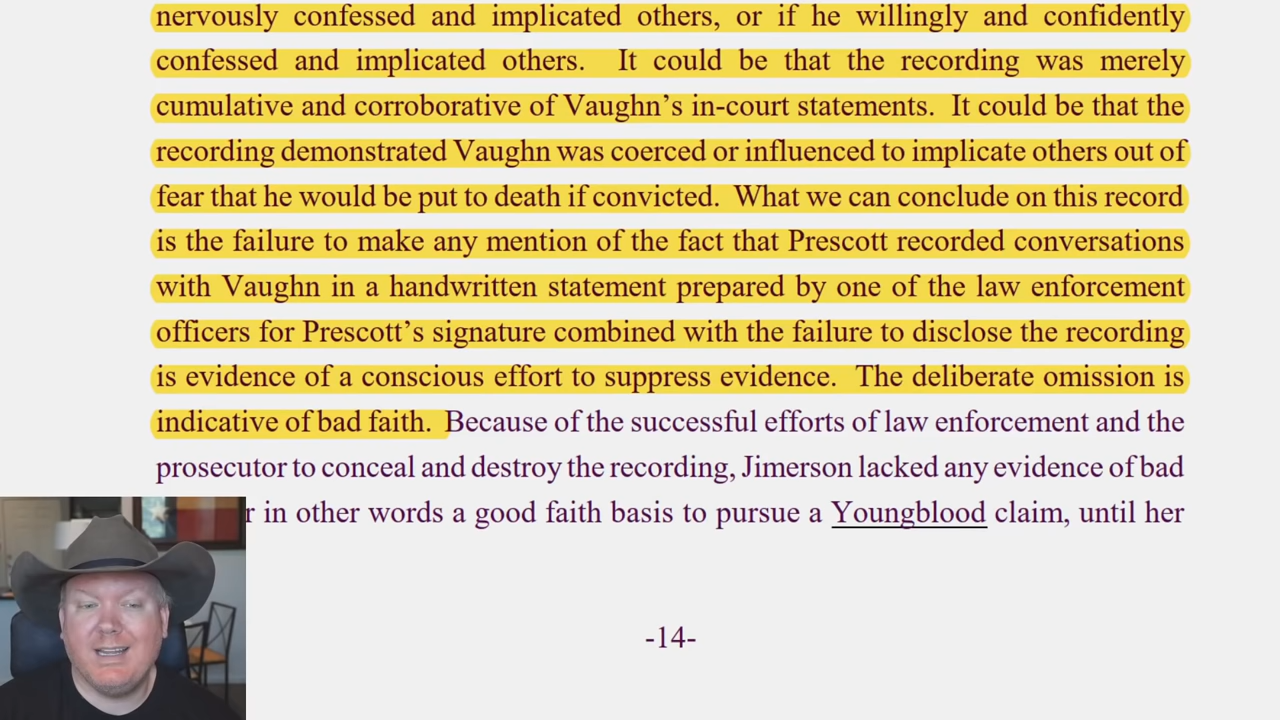 nervously confessed and implicated others, or if he willingly and confidently
confessed and implicated others. It could be that the recording was merely
cumulative and corroborative of Vaughn’s in-court statements. It could be that the
recording demonstrated Vaughn was coerced or influenced to implicate others out of
fear that he would be put to death if convicted. What we can conclude on this record
is the failure to make any mention of the fact that Prescott recorded conversations
with Vaughn in a handwritten statement prepared by one of the law enforcement
officers for Prescott’s signature combined with the failure to disclose the recording
is evidence of a conscious effort to suppress evidence. The deliberate omission is
indicative of bad faith. Because of the successful efforts of law enforcement and the
prosecutor to conceal and destroy the recording, Jimerson lacked any evidence of bad
in other words a good faith basis to pursue a Youngblood claim, until her
-14-